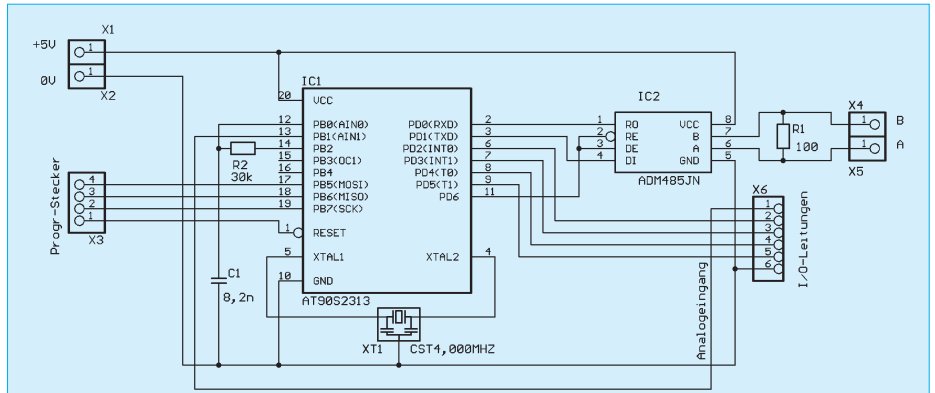 X1
+5V
1
0V
1
X2
IC1
20 VCC
12 PB0(AIN0)
13 PB1(AIN1)
14 PB2
15 PB3(OC1)
16 PB4
17 PB5(MOSI)
18 PB6(MISO)
19 PB7(SCK)
1 RESET
5 XTAL1
10 GND
PD0(RXD) 2
PD1(TXD) 3
PD2(INT0) 6
PD3(INT1) 7
PD4(T0) 8
PD5(T1) 9
PD6 11
XTAL2 4
AT90S2313
R2
30k
Progr-Stecker
4
3
2
1
X3
C1
8,2n
XT1
CST4,000MHZ
IC2
1 RO
2 RE
3 DE
4 DI
VCC 8
B 7
A 6
GND 5
ADM485JN
R1
100
X4
1
B
1
A
X5
X6
1
2
3
4
5
6
I/O-Leitungen
Analogeingang